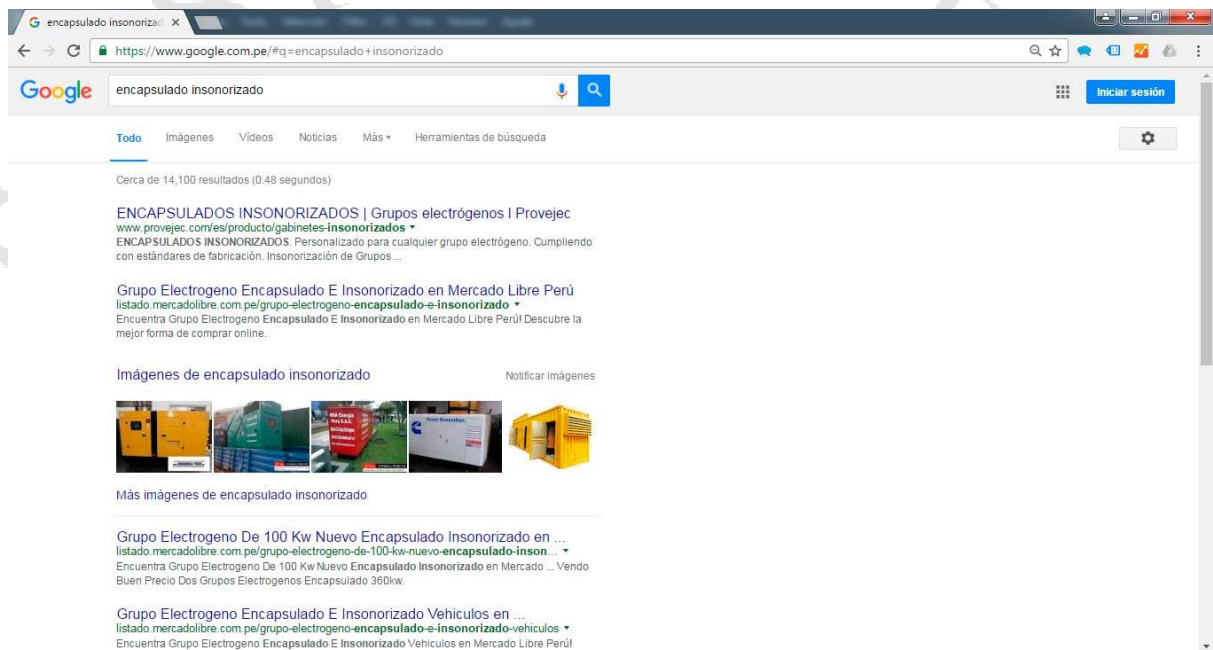 encapsulado insonorizad
https://www.google.com.pe/#q=encapsulado+insonorizado
Google
encapsulado insonorizado
Iniciar sesión
Todo Imágenes Vídeos Noticias Más Herramientas de búsqueda
Cerca de 14,100 resultados (0.48 segundos)
ENCAPSULADOS INSONORIZADOS | Grupos electrógenos I Provejec
www.provejec.com/es/producto/gabinetes-insonorizados
ENCAPSULADOS INSONORIZADOS. Personalizado para cualquier grupo electrógeno. Cumpliendo
con estándares de fabricación. Insonorización de Grupos ...
Grupo Electrogeno Encapsulado E Insonorizado en Mercado Libre Perú
listado.mercadolibre.com.pe/grupo-electrogeno-encapsulado-e-insonorizado
Encuentra Grupo Electrogeno Encapsulado E Insonorizado en Mercado Libre Perú! Descubre la
mejor forma de comprar online.
Imágenes de encapsulado insonorizado
Notificar imágenes
Power Generation
Más imágenes de encapsulado insonorizado
Grupo Electrogeno De 100 Kw Nuevo Encapsulado Insonorizado en ...
listado.mercadolibre.com.pe/grupo-electrogeno-de-100-kw-nuevo-encapsulado-inson...
Encuentra Grupo Electrogeno De 100 Kw Nuevo Encapsulado Insonorizado en Mercado ... Vendo
Buen Precio Dos Grupos Electrogenos Encapsulado 360kw.
Grupo Electrogeno Encapsulado E Insonorizado Vehiculos en ...
listado.mercadolibre.com.pe/grupo-electrogeno-encapsulado-e-insonorizado-vehiculos
Encuentra Grupo Electrogeno Encapsulado E Insonorizado Vehiculos en Mercado Libre Perú!